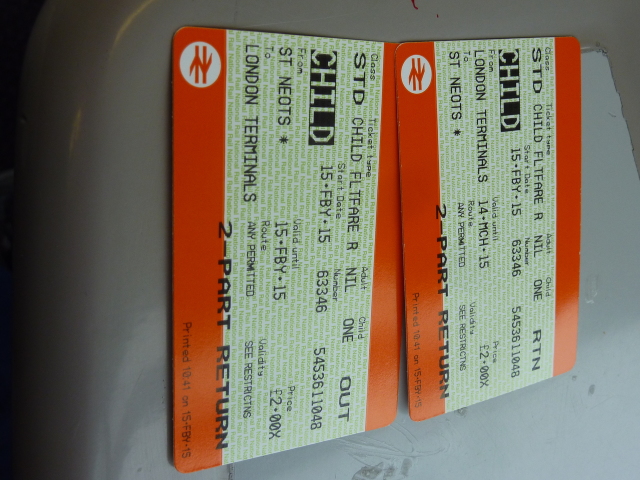 Class Ticket type Adult Child
STD CHILD FLTFARE R NIL ONE OUT
Start Date Number
CHILD 15·FBY·15 63346 5453611048
From Valid until Price
ST NEOTS * 15·FBY·15 £2·00X
To Route Validity
LONDON TERMINALS ANY PERMITTED SEE RESTRICTNS
2-PART RETURN
Printed 10:41 on 15-FBY-15
Class Ticket type Adult Child
STD CHILD FLTFARE R NIL ONE RTN
Start Date Number
CHILD 15·FBY·15 63346 5453611048
From Valid until Price
LONDON TERMINALS 14·MCH·15 £2·00X
To Route Validity
ST NEOTS * ANY PERMITTED SEE RESTRICTNS
2-PART RETURN
Printed 10:41 on 15-FBY-15